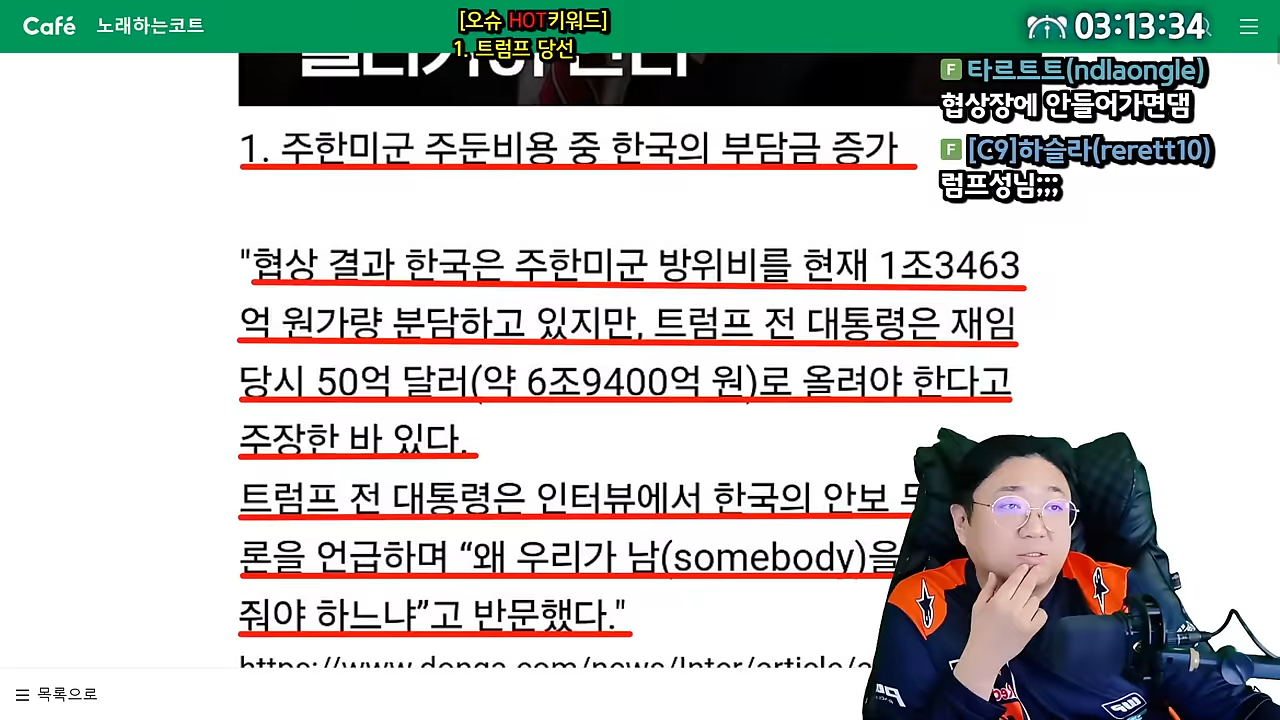 Café 노래하는코트
[오슈 HOT키워드]
1. 트럼프 당선
03:13:34
F 타르트트(ndlaongle)
협상장에 안들어가면댐
F [C9]하슬라(rerett10)
럼프성님;;;
1. 주한미군 주둔비용 중 한국의 부담금 증가
"협상 결과 한국은 주한미군 방위비를 현재 1조3463
억 원가량 분담하고 있지만, 트럼프 전 대통령은 재임
당시 50억 달러(약 6조9400억 원)로 올려야 한다고
주장한 바 있다.
트럼프 전 대통령은 인터뷰에서 한국의 안보
론을 언급하며 “왜 우리가 남(somebody)을
줘야 하느냐”고 반문했다."
목록으로